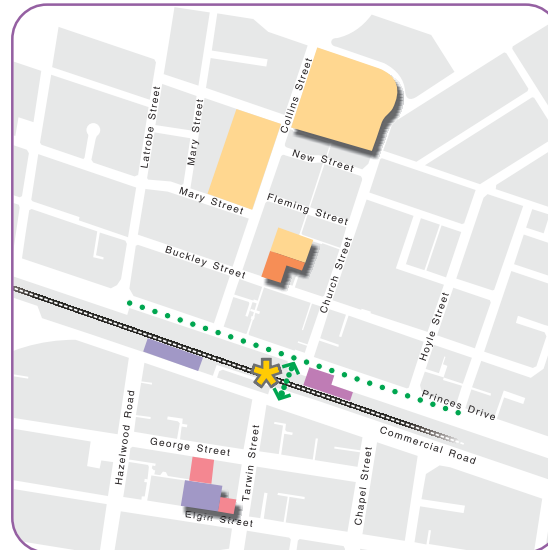 Collins Street
Latrobe Street
Mary Street
New Street
Mary Street
Fleming Street
Buckley Street
Church Street
Hoyle Street
Princes Drive
Commercial Road
Hazelwood Road
George Street
Tarwin Street
Chapel Street
Elgin Street